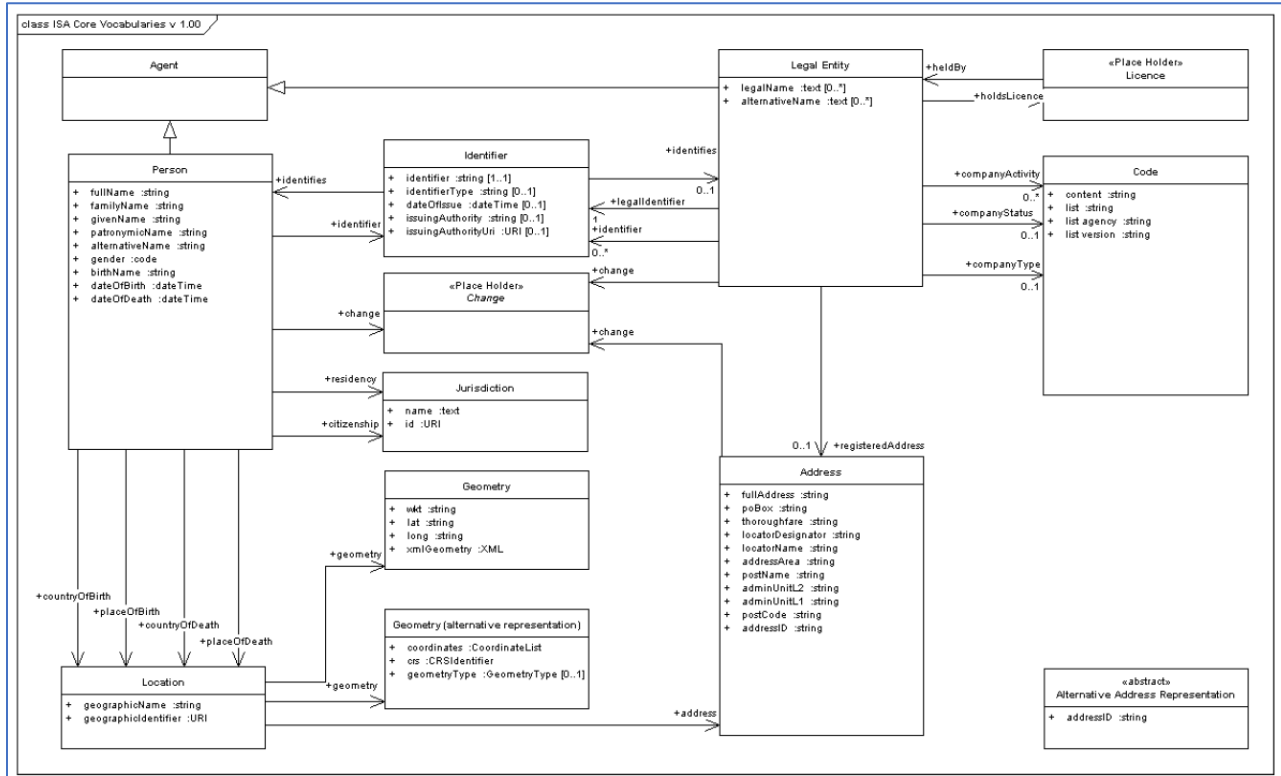 class ISA Core Vocabularies v 1.00
Agent
Legal Entity
+ legalName :text [0..*]
+ alternativeName :text [0..*]
+heldBy
+holdsLicence
«Place Holder»
Licence
Person
+ fullName :string
+ familyName :string
+ givenName :string
+ patronymicName :string
+ alternativeName :string
+ gender :code
+ birthName :string
+ dateOfBirth :dateTime
+ dateOfDeath :dateTime
+identifies
+identifier
Identifier
+ identifier :string [1..1]
+ identifierType :string [0..1]
+ dateOfIssue :dateTime [0..1]
+ issuingAuthority :string [0..1]
+ issuingAuthorityUri :URI [0..1]
+identifies
0..1
+legalIdentifier
1
+identifier
0..*
+companyActivity
0..*
+companyStatus
0..1
+companyType
0..1
Code
+ content :string
+ list :string
+ list agency :string
+ list version :string
+change
«Place Holder»
Change
+change
+change
+residency
+citizenship
Jurisdiction
+ name :text
+ id :URI
0..1
+registeredAddress
Geometry
+ wkt :string
+ lat :string
+ long :string
+ xmlGeometry :XML
+geometry
Address
+ fullAddress :string
+ poBox :string
+ thoroughfare :string
+ locatorDesignator :string
+ locatorName :string
+ addressArea :string
+ postName :string
+ adminUnitL2 :string
+ adminUnitL1 :string
+ postCode :string
+ addressID :string
+countryOfBirth
+placeOfBirth
+countryOfDeath
+placeOfDeath
Geometry (alternative representation)
+ coordinates :CoordinateList
+ crs :CRSIdentifier
+ geometryType :GeometryType [0..1]
Location
+ geographicName :string
+ geographicIdentifier :URI
+geometry
+address
«abstract»
Alternative Address Representation
+ addressID :string